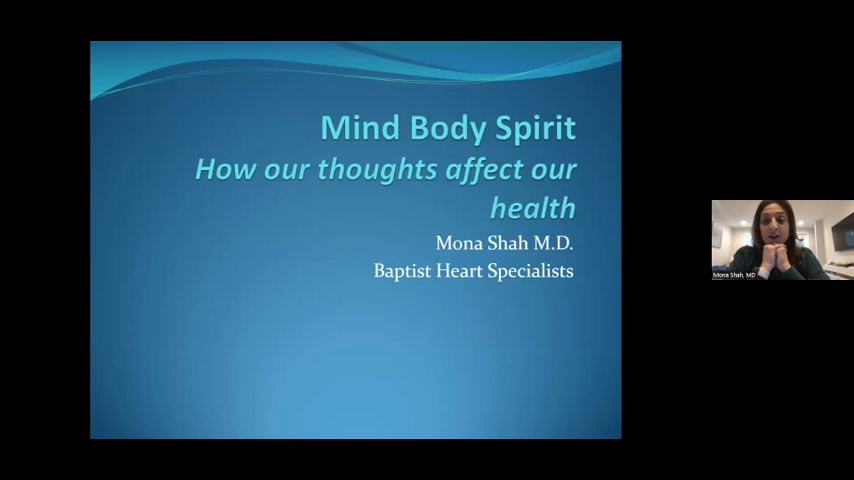 Mind Body Spirit
How our thoughts affect our
health
Mona Shah M.D.
Baptist Heart Specialists
Mona Shah, MD